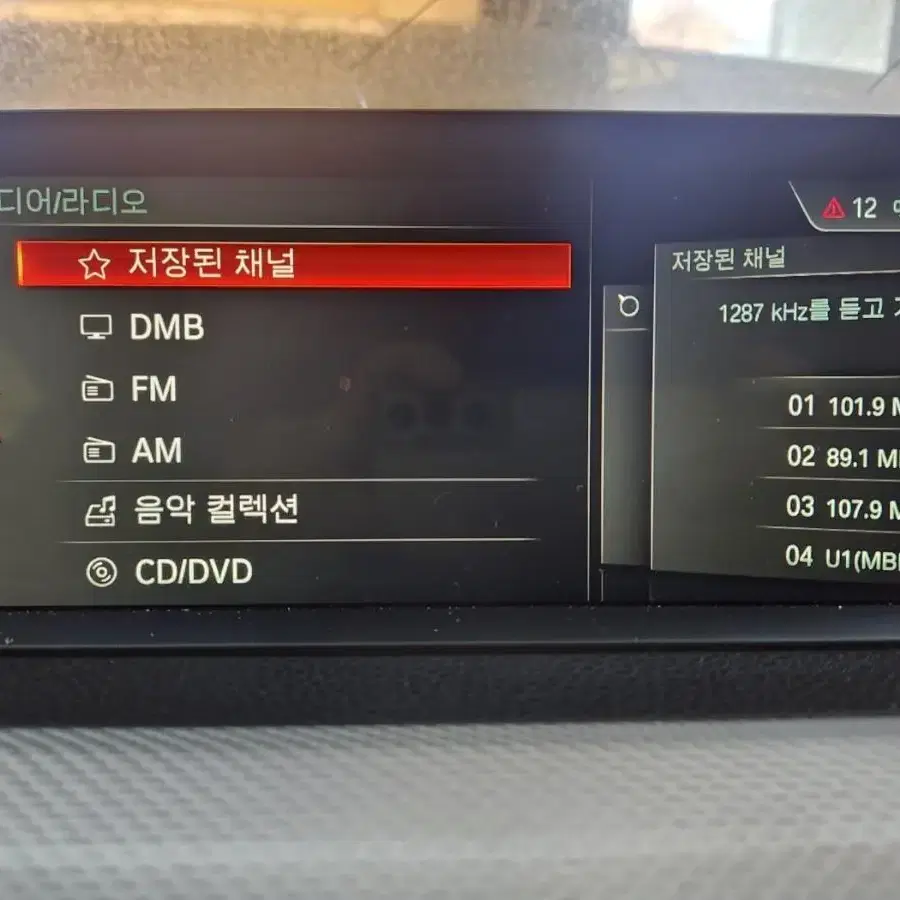 디어/라디오
저장된 채널
DMB
FM
AM
음악 컬렉션
CD/DVD
12
저장된 채널
1287 kHz를 듣고
01 101.9
02 89.1
03 107.9
04 U1(MB